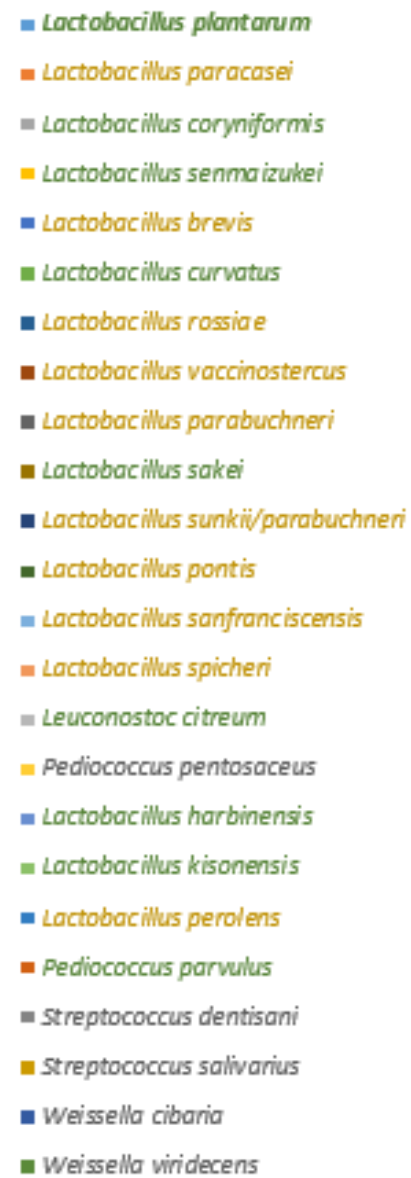 Lactobacillus plantarum
Lactobacillus paracasei
Lactobacillus coryniformis
Lactobacillus senmaizukei
Lactobacillus brevis
Lactobacillus curvatus
Lactobacillus rossiae
Lactobacillus vaccinostercus
Lactobacillus parabuchneri
Lactobacillus sakei
Lactobacillus sunkii/parabuchneri
Lactobacillus pontis
Lactobacillus sanfranciscensis
Lactobacillus spicheri
Leuconostoc citreum
Pediococcus pentosaceus
Lactobacillus harbinensis
Lactobacillus kisonensis
Lactobacillus perolens
Pediococcus parvulus
Streptococcus dentisani
Streptococcus salivarius
Weissella cibaria
Weissella viridecens